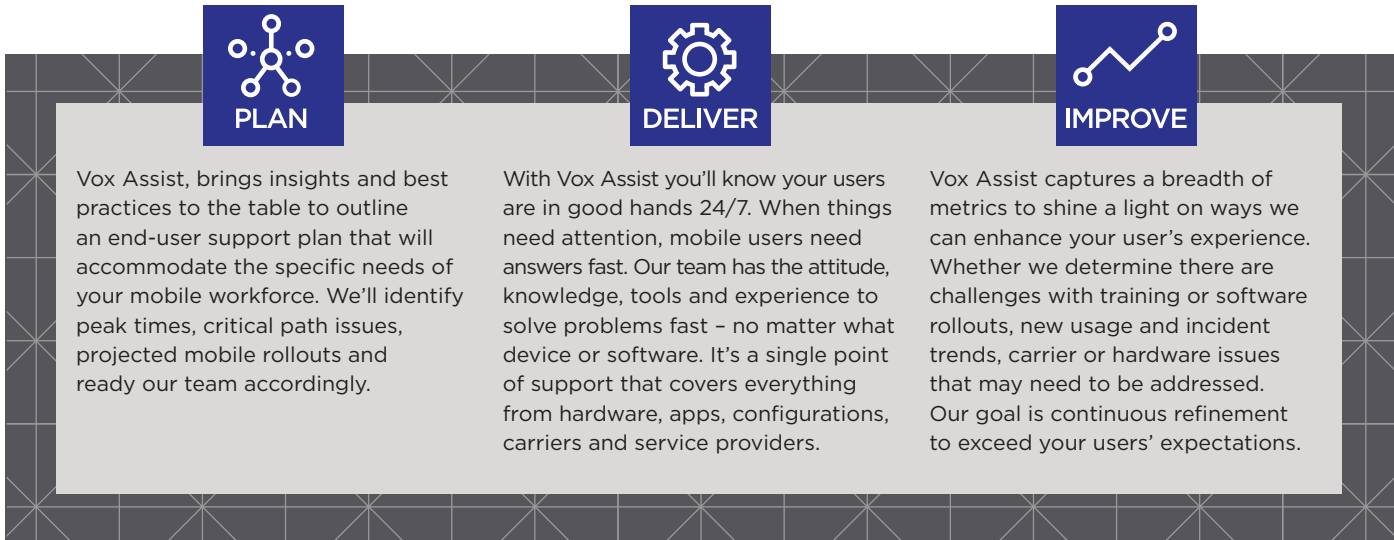 PLAN
Vox Assist, brings insights and best
practices to the table to outline
an end-user support plan that will
accommodate the specific needs of
your mobile workforce. We’ll identify
peak times, critical path issues,
projected mobile rollouts and
ready our team accordingly.
DELIVER
With Vox Assist you’ll know your users
are in good hands 24/7. When things
need attention, mobile users need
answers fast. Our team has the attitude,
knowledge, tools and experience to
solve problems fast – no matter what
device or software. It’s a single point
of support that covers everything
from hardware, apps, configurations,
carriers and service providers.
IMPROVE
Vox Assist captures a breadth of
metrics to shine a light on ways we
can enhance your user’s experience.
Whether we determine there are
challenges with training or software
rollouts, new usage and incident
trends, carrier or hardware issues
that may need to be addressed.
Our goal is continuous refinement
to exceed your users’ expectations.